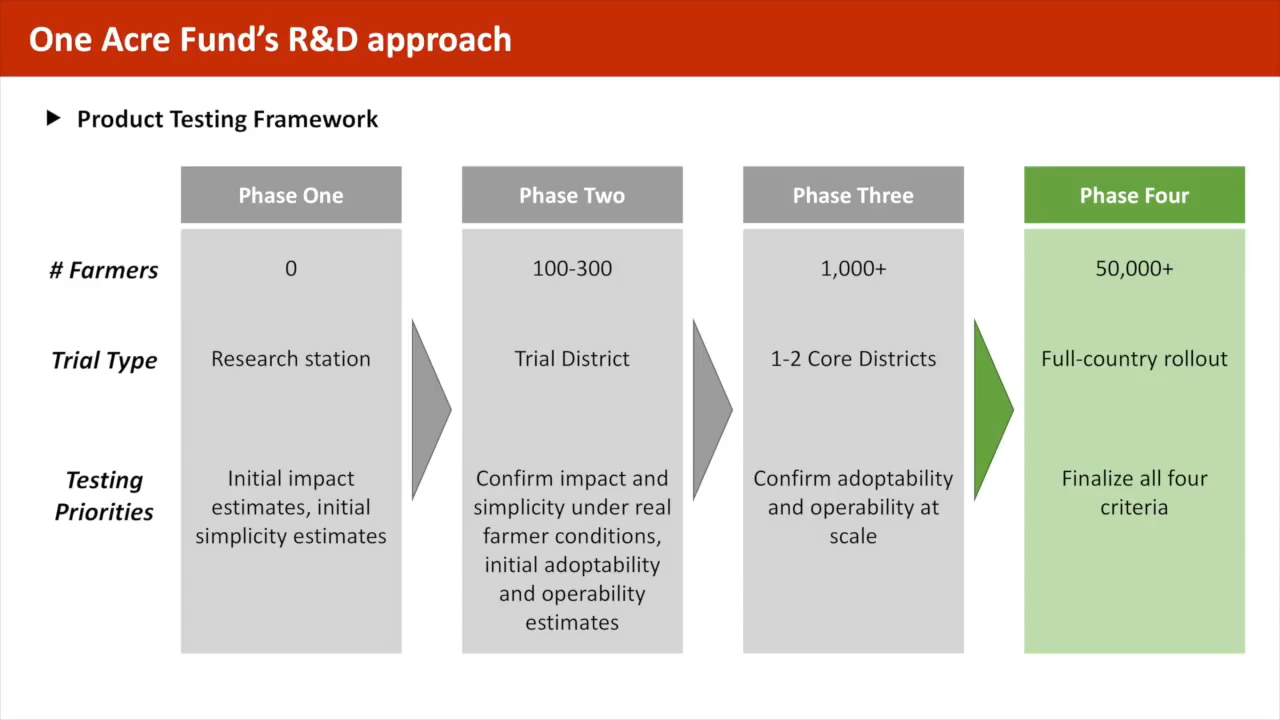 One Acre Fund's R&D approach
Product Testing Framework
Phase One
Phase Two
Phase Three
Phase Four
# Farmers
0
100-300
1,000+
50,000+
Trial Type
Research station
Trial District
1-2 Core Districts
Full-country rollout
Testing
Priorities
Initial impact
estimates, initial
simplicity estimates
Confirm impact and
simplicity under real
farmer conditions,
initial adoptability
and operability
estimates
Confirm adoptability
and operability at
scale
Finalize all four
criteria